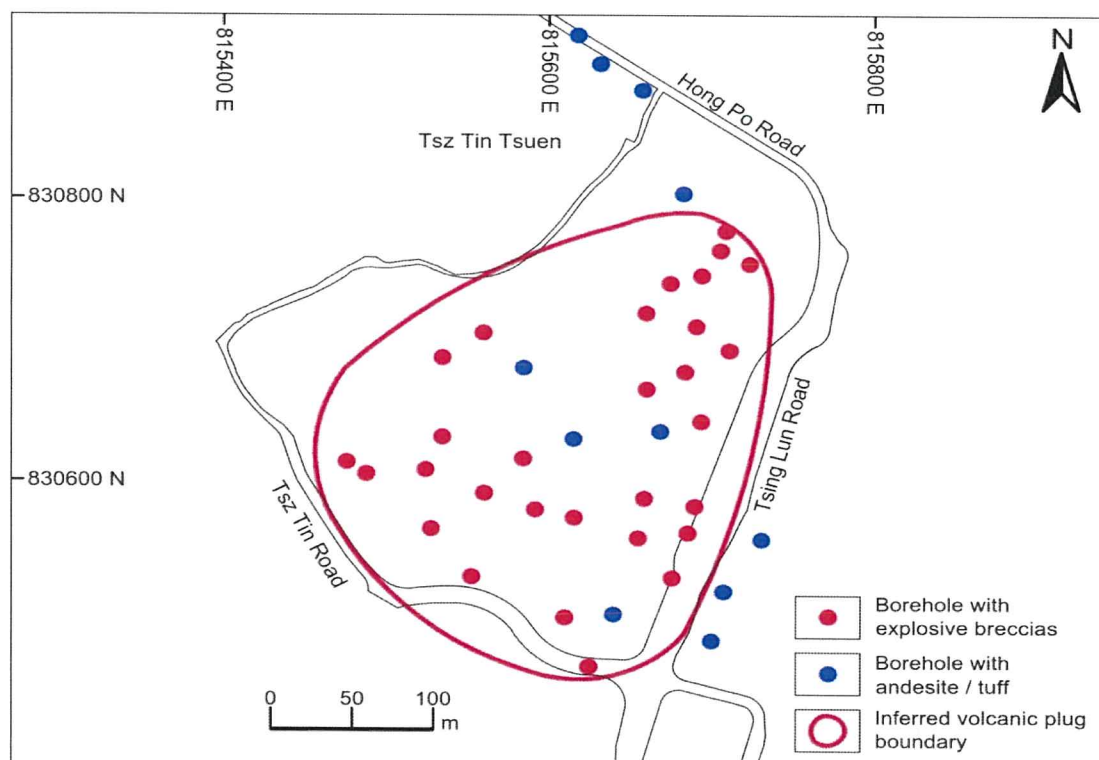 815400 E
815600 E
815800 E
N
Hong Po Road
Tsz Tin Tsuen
830800 N
Tsing Lun Road
830600 N
Tsz Tin Road
Borehole with
explosive breccias
Borehole with
andesite / tuff
Inferred volcanic plug
boundary
0 50 100
m